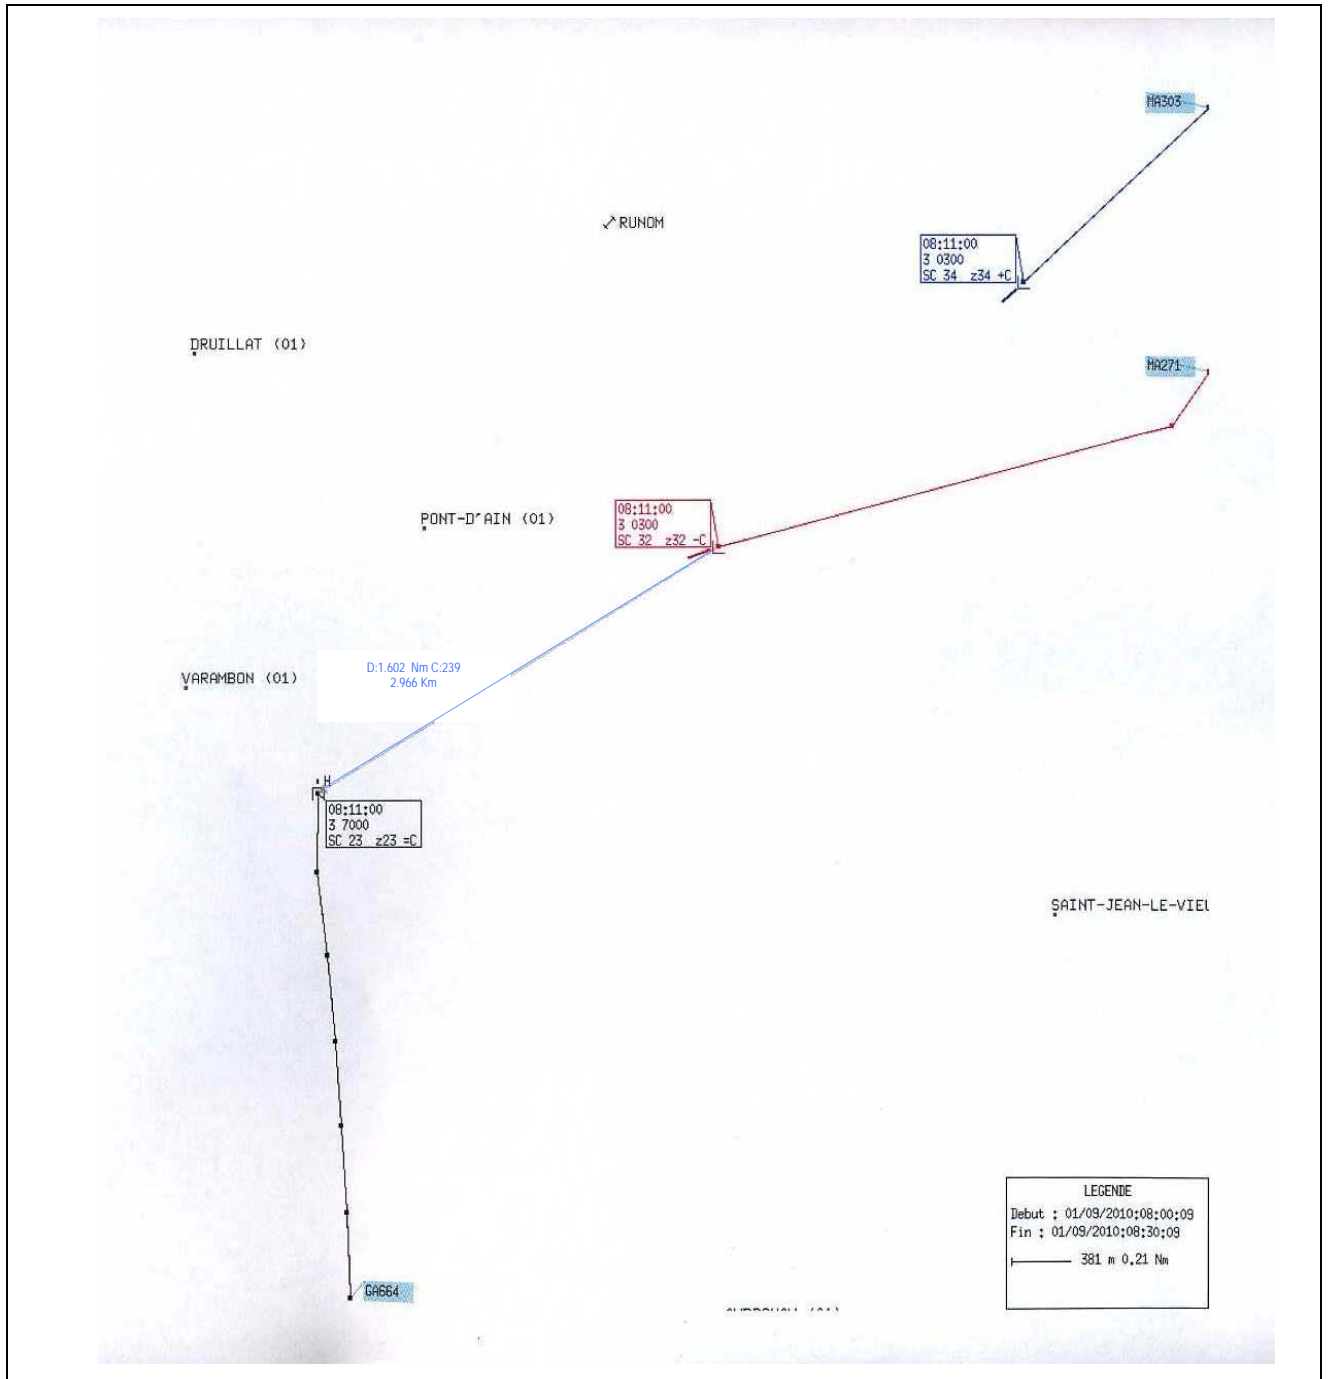 MA303
RUNOM
08:11:00
3 0300
SC 34 z34 +C
DRUILLAT (01)
MA271
08:11:00
3 0300
SC 32 z32 -C
PONT-D'AIN (01)
D:1.602 Nm C:239
2.966 Km
VARAMBON (01)
H
08:11:00
3 7000
SC 23 z23 =C
SAINT-JEAN-LE-VIEU
LEGENDE
Debut : 01/09/2010;08:00:09
Fin : 01/09/2010;08:30:09
381 m 0.21 Nm
GA664